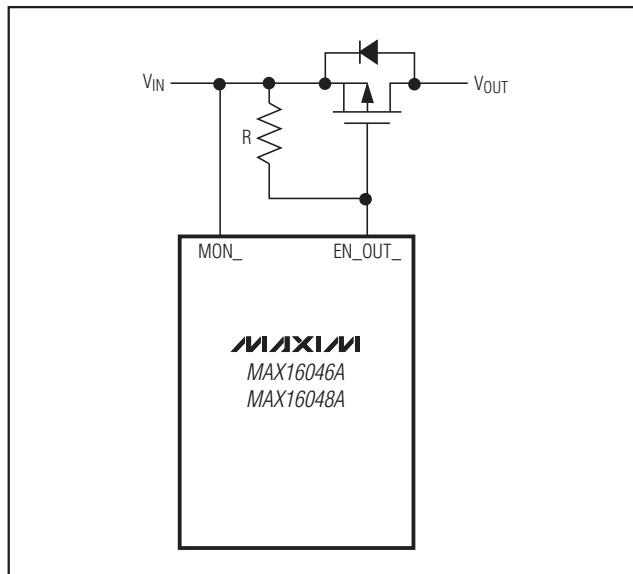 VIN VOUT
R
MON_ EN_OUT_
MAXIM
MAX16046A
MAX16048A